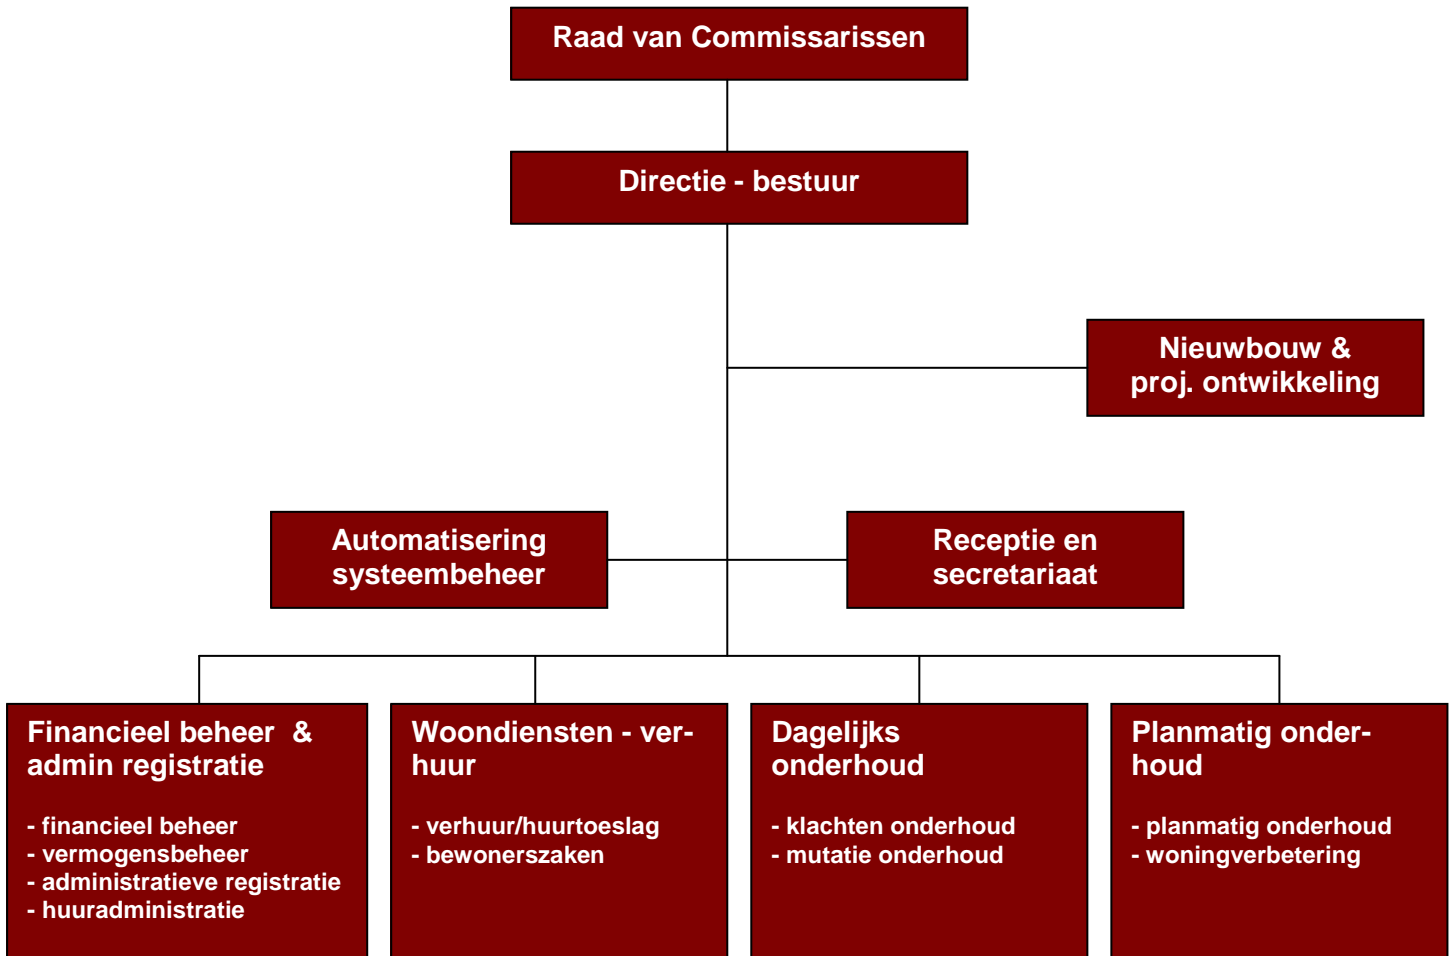 Raad van Commissarissen
Directie - bestuur
Nieuwbouw &
proj. ontwikkeling
Automatisering
systeembeheer
Receptie en
secretariaat
Financieel beheer  &
admin registratie
- financieel beheer
- vermogensbeheer
- administratieve registratie
- huuradministratie
Woondiensten - ver-
huur
- verhuur/huurtoeslag
- bewonerszaken
Dagelijks
onderhoud
- klachten onderhoud
- mutatie onderhoud
Planmatig onder-
houd
- planmatig onderhoud
- woningverbetering